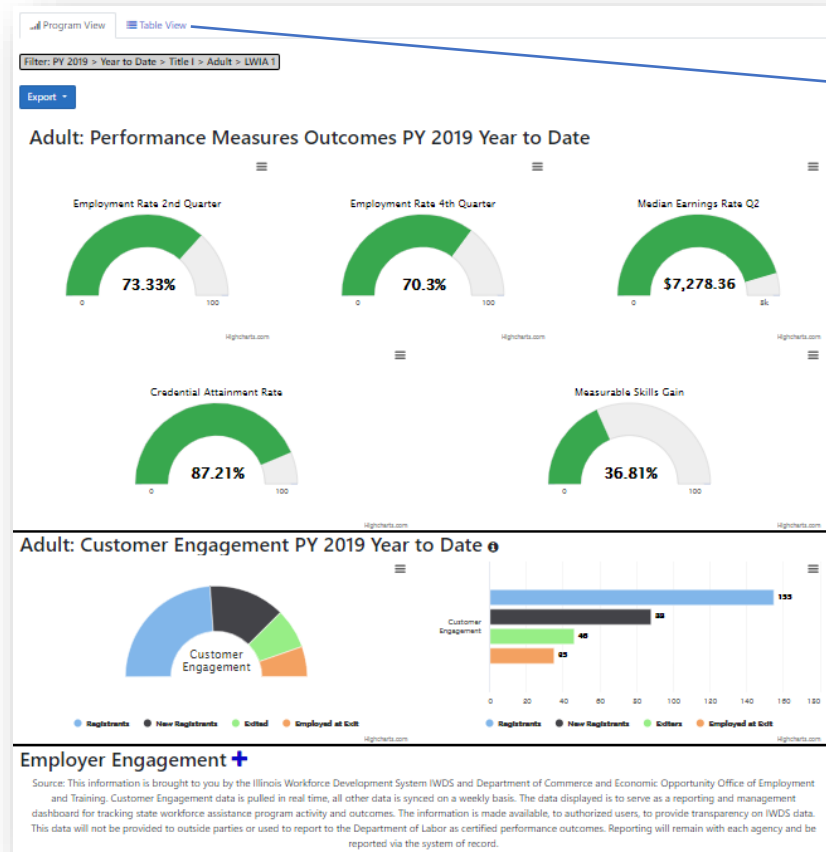 Program View
Table View
Filter: PY 2019 > Year to Date > Title I > Adult > LWIA 1
Export
Adult: Performance Measures Outcomes PY 2019 Year to Date
Employment Rate 2nd Quarter
Employment Rate 4th Quarter
Median Earnings Rate Q2
73.33%
70.3%
$7,278.36
0
100
0
100
0
8k
Highcharts.com
Highcharts.com
Highcharts.com
Credential Attainment Rate
Measurable Skills Gain
87.21%
36.81%
0
100
0
100
Highcharts.com
Highcharts.com
Adult: Customer Engagement PY 2019 Year to Date
Customer
Engagement
Customer
Engagement
46
0 20 40 60 80 100 120 140 160 180
Registrants New Registrants Exited Employed at Exit
Registrants New Registrants Exiters Employed at Exit
Highcharts.com
Highcharts.com
Employer Engagement +
Source: This information is brought to you by the Illinois Workforce Development System IWDS and Department of Commerce and Economic Opportunity Office of Employment
and Training. Customer Engagement data is pulled in real time, all other data is synced on a weekly basis. The data displayed is to serve as a reporting and management
dashboard for tracking state workforce assistance program activity and outcomes. The information is made available, to authorized users, to provide transparency on IWDS data.
This data will not be provided to outside parties or used to report to the Department of Labor as certified performance outcomes. Reporting will remain with each agency and be
reported via the system of record.